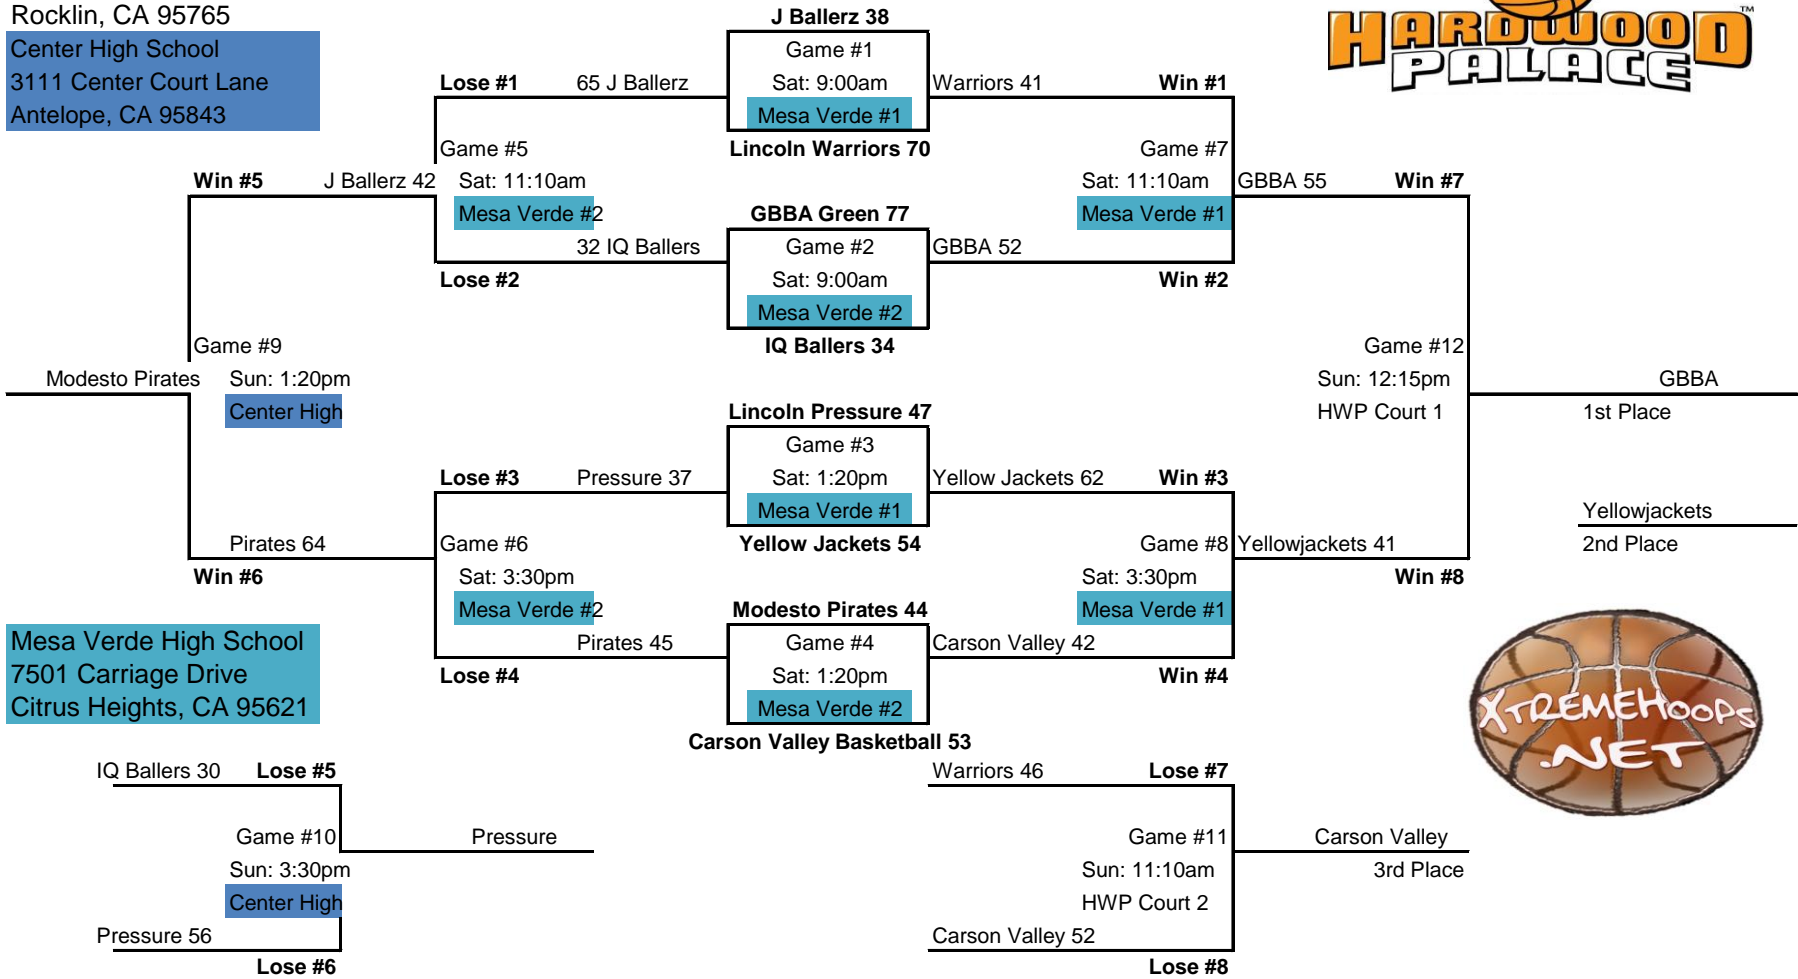 Rocklin, CA 95765
Center High School
3111 Center Court Lane
Antelope, CA 95843
HARDWOOD
PALACE
TM
J Ballerz 38
Game #1
Sat: 9:00am
Mesa Verde #1
Lincoln Warriors 70
Lose #1
65 J Ballerz
Warriors 41
Win #1
Game #5
Sat: 11:10am
Mesa Verde #2
Game #7
Sat: 11:10am
Mesa Verde #1
Win #5
J Ballerz 42
GBBA 55
Win #7
GBBA Green 77
Game #2
Sat: 9:00am
Mesa Verde #2
IQ Ballers 34
32 IQ Ballers
Lose #2
GBBA 52
Win #2
Game #9
Sun: 1:20pm
Center High
Modesto Pirates
Game #12
Sun: 12:15pm
HWP Court 1
GBBA
1st Place
Lincoln Pressure 47
Game #3
Sat: 1:20pm
Mesa Verde #1
Yellow Jackets 54
Lose #3
Pressure 37
Yellow Jackets 62
Win #3
Yellowjackets
2nd Place
Pirates 64
Win #6
Game #6
Sat: 3:30pm
Mesa Verde #2
Game #8
Sat: 3:30pm
Mesa Verde #1
Yellowjackets 41
Win #8
Modesto Pirates 44
Game #4
Sat: 1:20pm
Mesa Verde #2
Carson Valley Basketball 53
Pirates 45
Lose #4
Carson Valley 42
Win #4
Mesa Verde High School
7501 Carriage Drive
Citrus Heights, CA 95621
XTREMEHOOPS
.NET
IQ Ballers 30
Lose #5
Game #10
Sun: 3:30pm
Center High
Pressure
Pressure 56
Lose #6
Warriors 46
Lose #7
Game #11
Sun: 11:10am
HWP Court 2
Carson Valley
3rd Place
Carson Valley 52
Lose #8